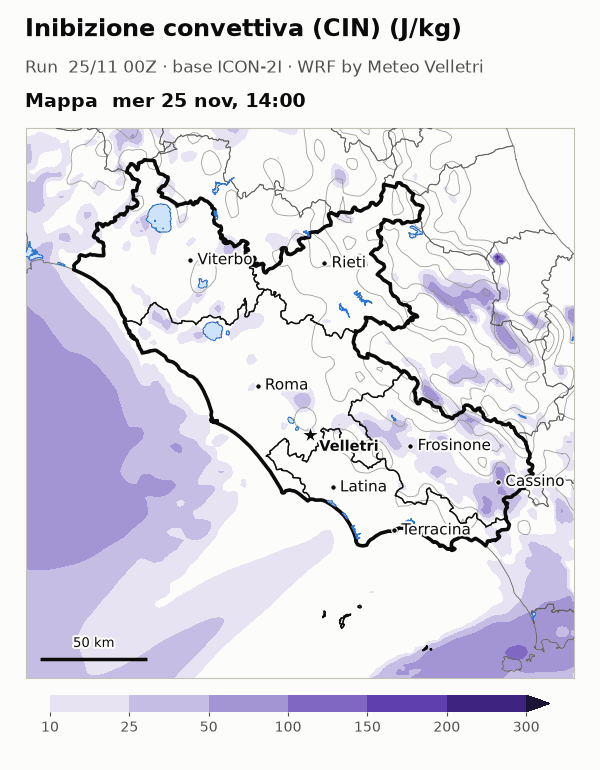 Inibizione convettiva (CIN) (J/kg)
Run  25/11 00Z · base ICON-2I · WRF by Meteo Velletri
Mappa  mer 25 nov, 14:00
Viterbo
Rieti
Roma
Velletri
Frosinone
Cassino
Latina
Terracina
50 km
10 25 50 100 150 200 300